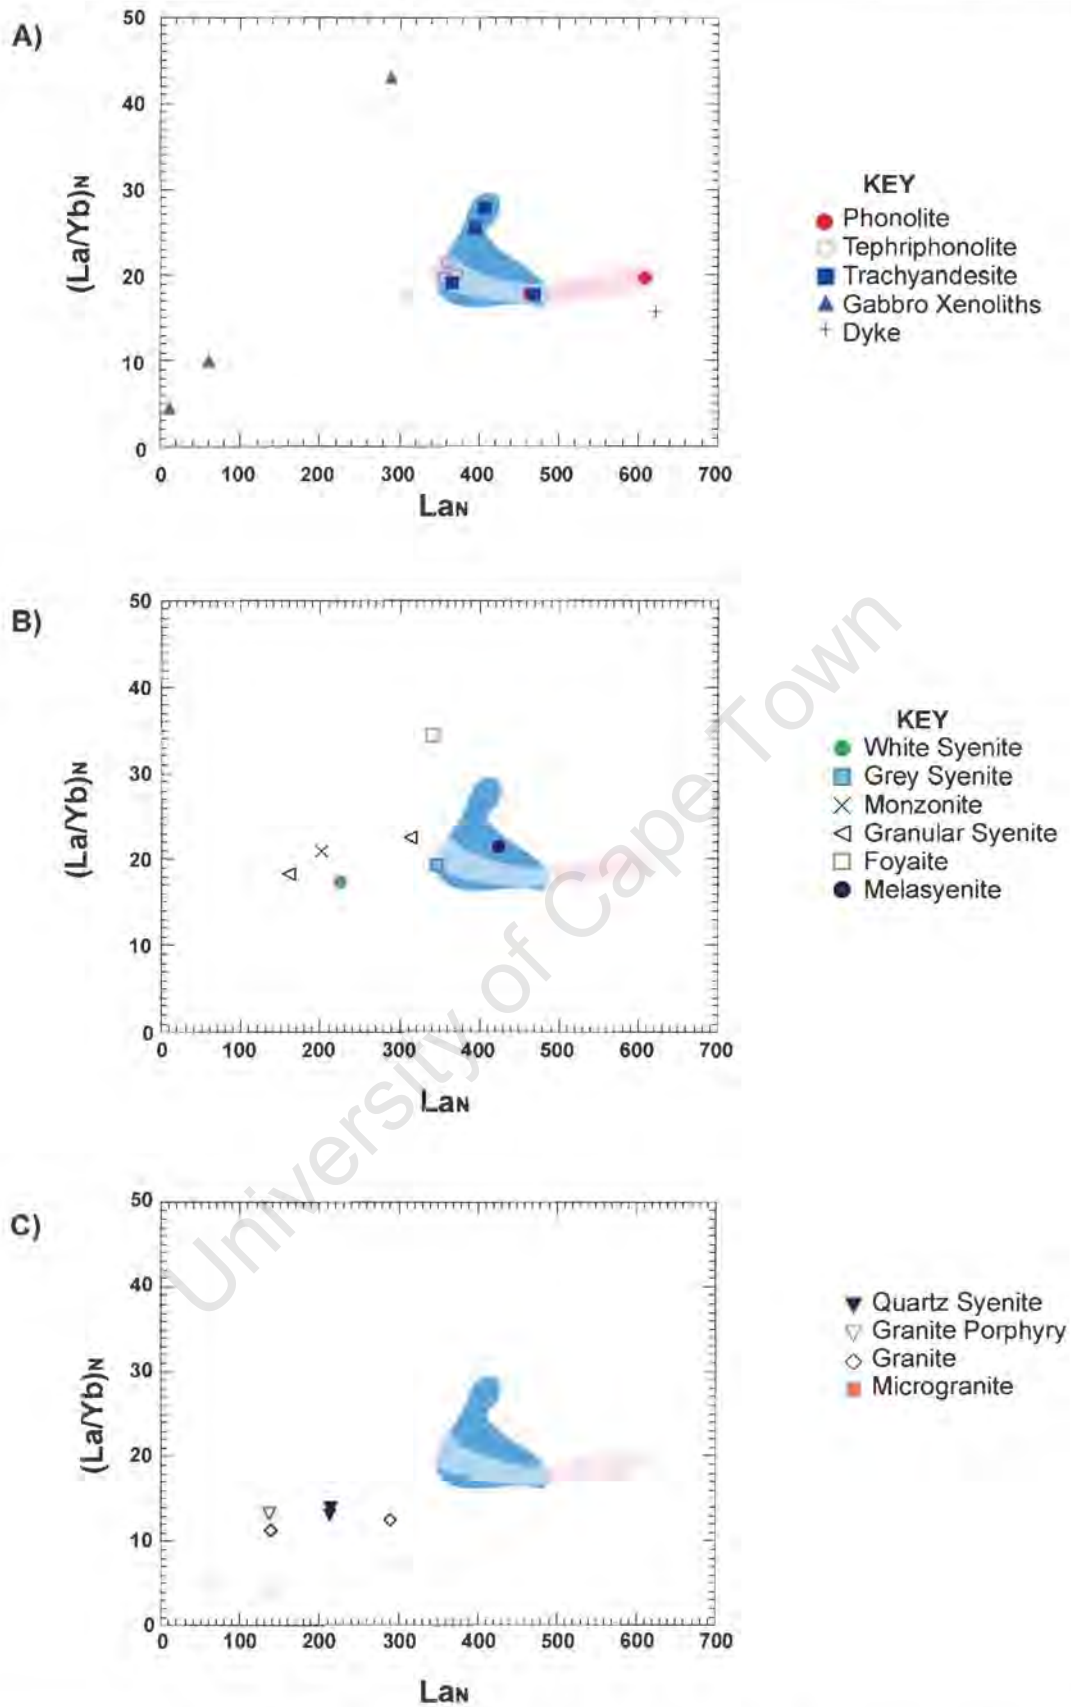 A)
50
40
30
20
10
0
(La/Yb)N
0 100 200 300 400 500 600 700
LaN
KEY
Phonolite
Tephriphonolite
Trachyandesite
Gabbro Xenoliths
Dyke
B)
50
40
30
20
10
0
(La/Yb)N
0 100 200 300 400 500 600 700
LaN
KEY
White Syenite
Grey Syenite
Monzonite
Granular Syenite
Foyaite
Melasyenite
C)
50
40
30
20
10
0
(La/Yb)N
0 100 200 300 400 500 600 700
LaN
Quartz Syenite
Granite Porphyry
Granite
Microgranite
University of Cape Town